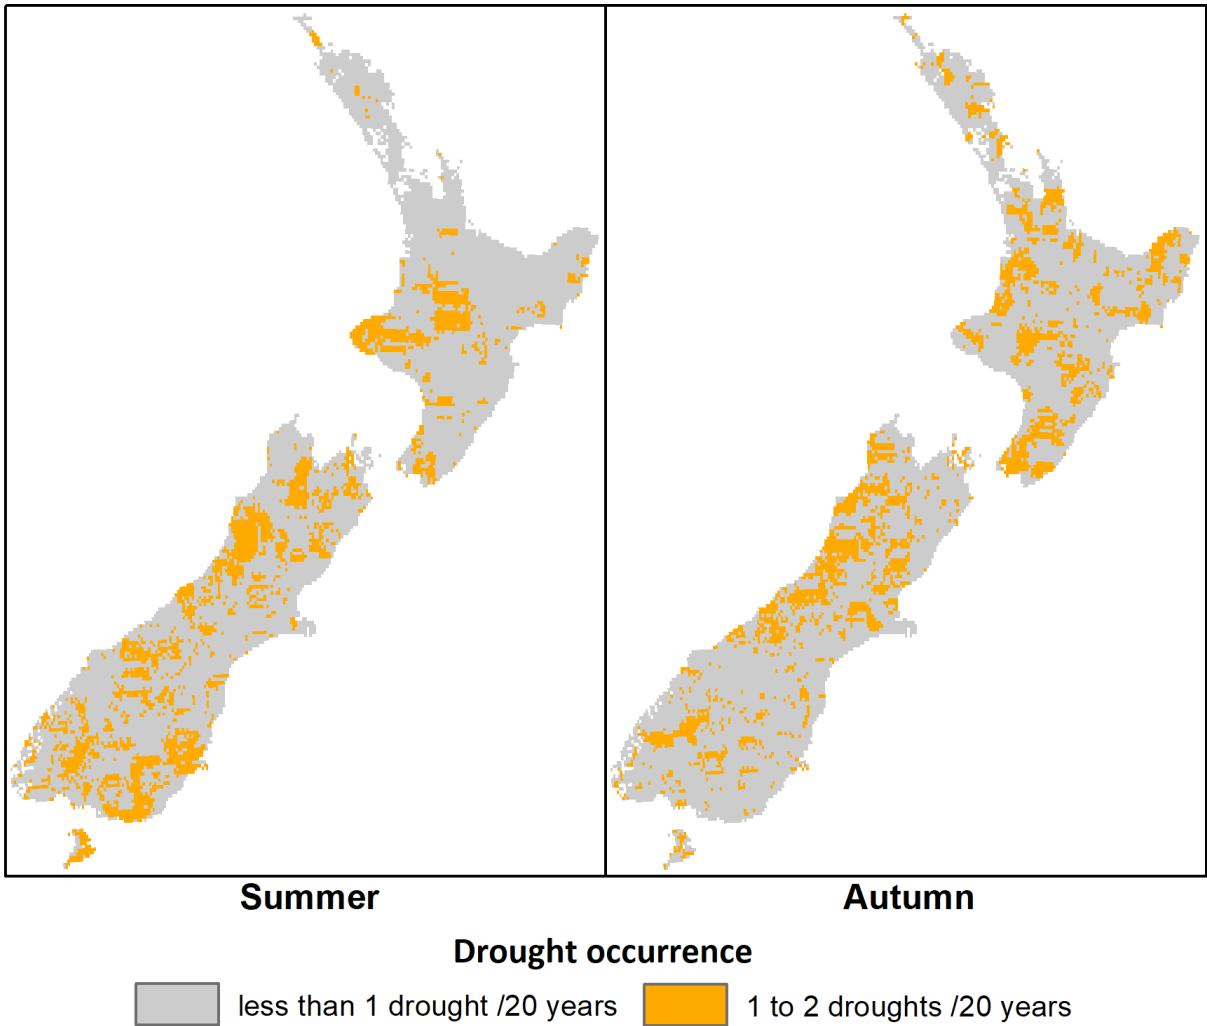 Summer
Autumn
Drought occurrence
less than 1 drought /20 years
1 to 2 droughts /20 years